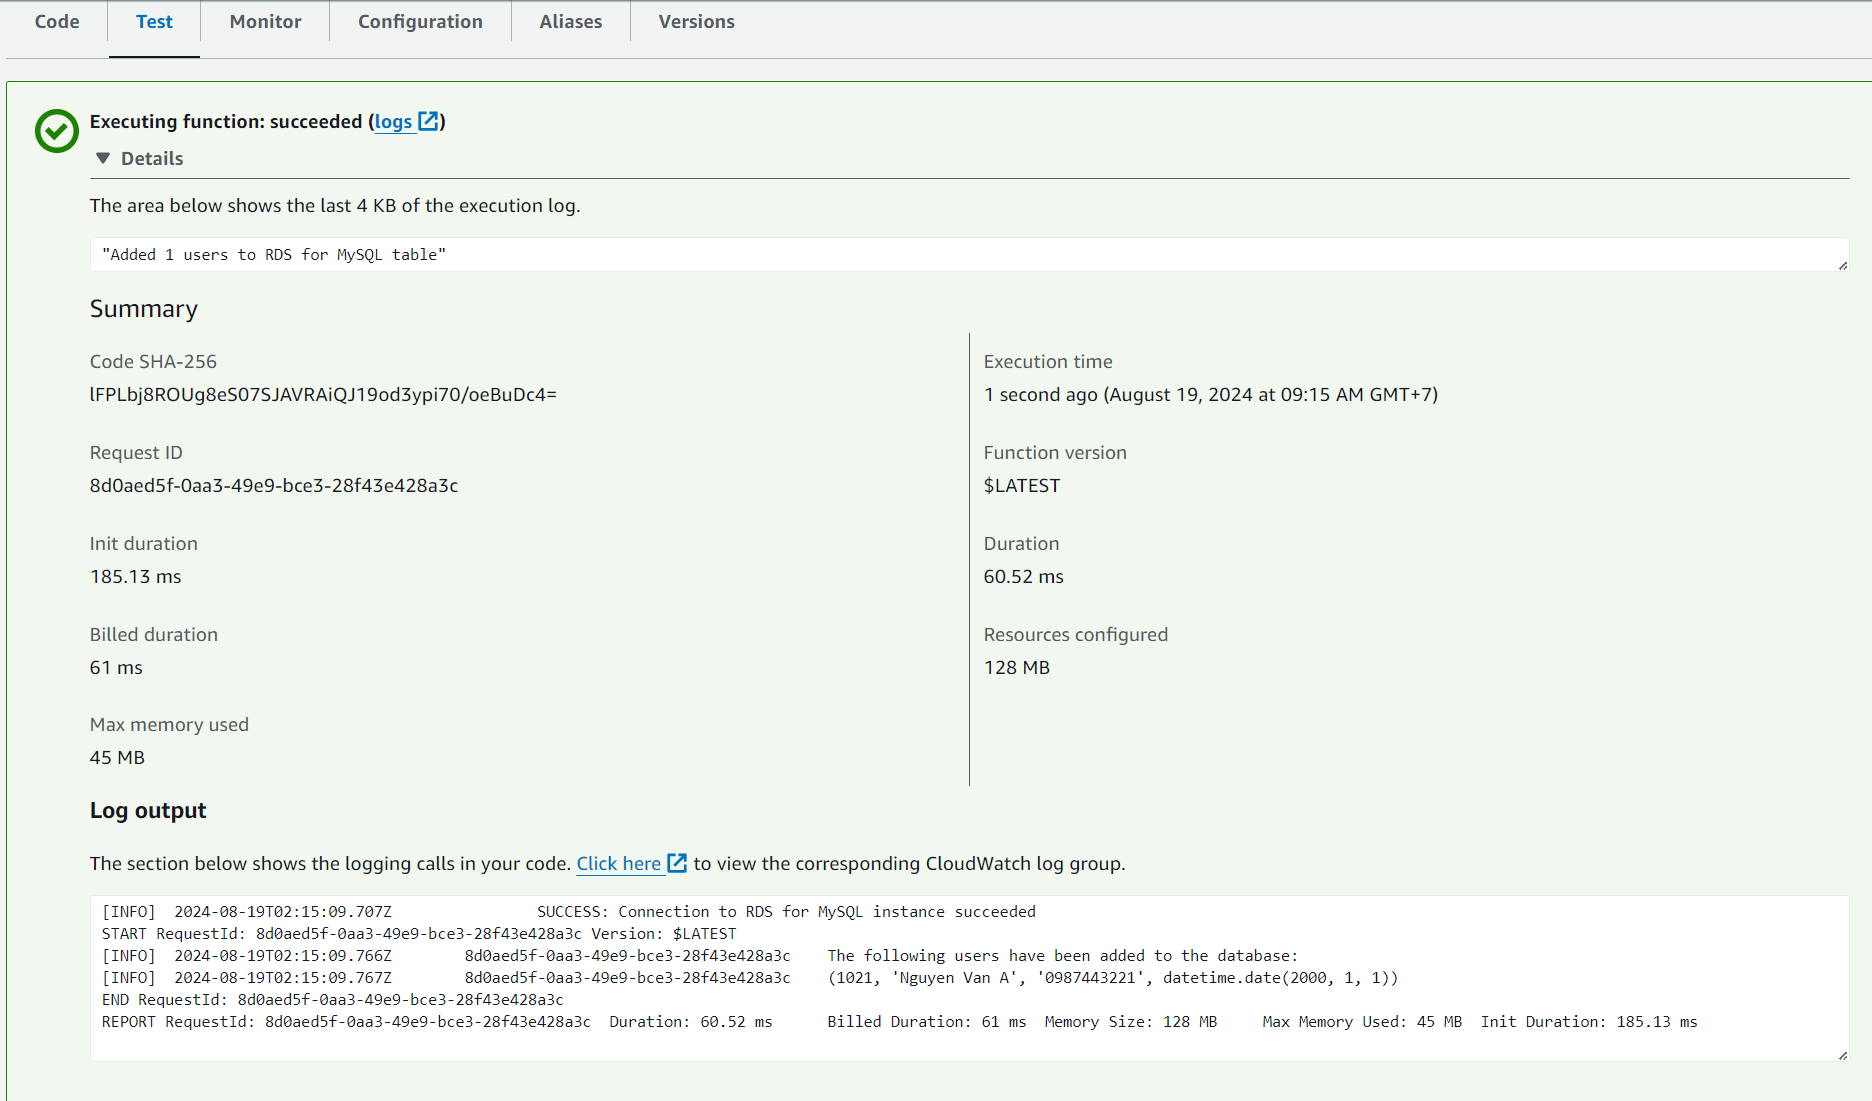 Code Test Monitor Configuration Aliases Versions
Executing function: succeeded (logs)
Details
The area below shows the last 4 KB of the execution log.
"Added 1 users to RDS for MySQL table"
Summary
Code SHA-256
lFPLbj8ROUg8eS07SJAVRAiQJ19od3ypi70/oeBuDc4=
Request ID
8d0aed5f-0aa3-49e9-bce3-28f43e428a3c
Init duration
185.13 ms
Billed duration
61 ms
Max memory used
45 MB
Execution time
1 second ago (August 19, 2024 at 09:15 AM GMT+7)
Function version
$LATEST
Duration
60.52 ms
Resources configured
128 MB
Log output
The section below shows the logging calls in your code. Click here to view the corresponding CloudWatch log group.
[INFO] 2024-08-19T02:15:09.707Z SUCCESS: Connection to RDS for MySQL instance succeeded
START RequestId: 8d0aed5f-0aa3-49e9-bce3-28f43e428a3c Version: $LATEST
[INFO] 2024-08-19T02:15:09.766Z 8d0aed5f-0aa3-49e9-bce3-28f43e428a3c The following users have been added to the database:
[INFO] 2024-08-19T02:15:09.767Z 8d0aed5f-0aa3-49e9-bce3-28f43e428a3c (1021, 'Nguyen Van A', '0987443221', datetime.date(2000, 1, 1))
END RequestId: 8d0aed5f-0aa3-49e9-bce3-28f43e428a3c
REPORT RequestId: 8d0aed5f-0aa3-49e9-bce3-28f43e428a3c Duration: 60.52 ms Billed Duration: 61 ms Memory Size: 128 MB Max Memory Used: 45 MB Init Duration: 185.13 ms